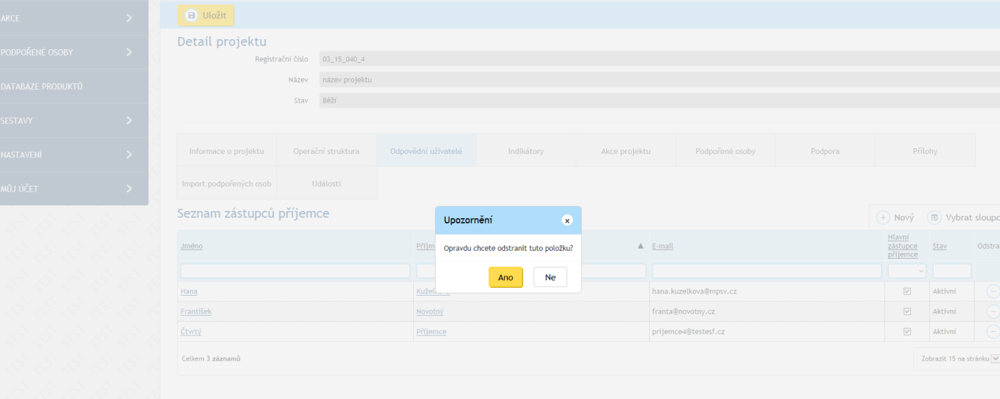 AKCE
PODPOŘENÉ OSOBY
DATABÁZE PRODUKTŮ
SESTAVY
NASTAVENÍ
MŮJ ÚČET
Uložit
Detail projektu
Registrační číslo 03_15_040_4
Název název projektu
Stav Běží
Informace o projektu Operační struktura Odpovědní uživatelé Indikátory Akce projektu Podpořené osoby Podpora Přílohy
Import podpořených osob Události
Seznam zástupců příjemce
Nový Vybrat sloupc
Upozornění
Opravdu chcete odstranit tuto položku?
Ano Ne
Jméno Příjm E-mail Hlavní zástupce příjemce Stav Odstra
Hana hana.kuzelkova@mpsv.cz Aktivní
František Novotný franta@novotny.cz Aktivní
Čtvrtý Příjemce prijemce4@testesf.cz Aktivní
Celkem 3 záznamů
Zobrazit 15 na stránku
TEST